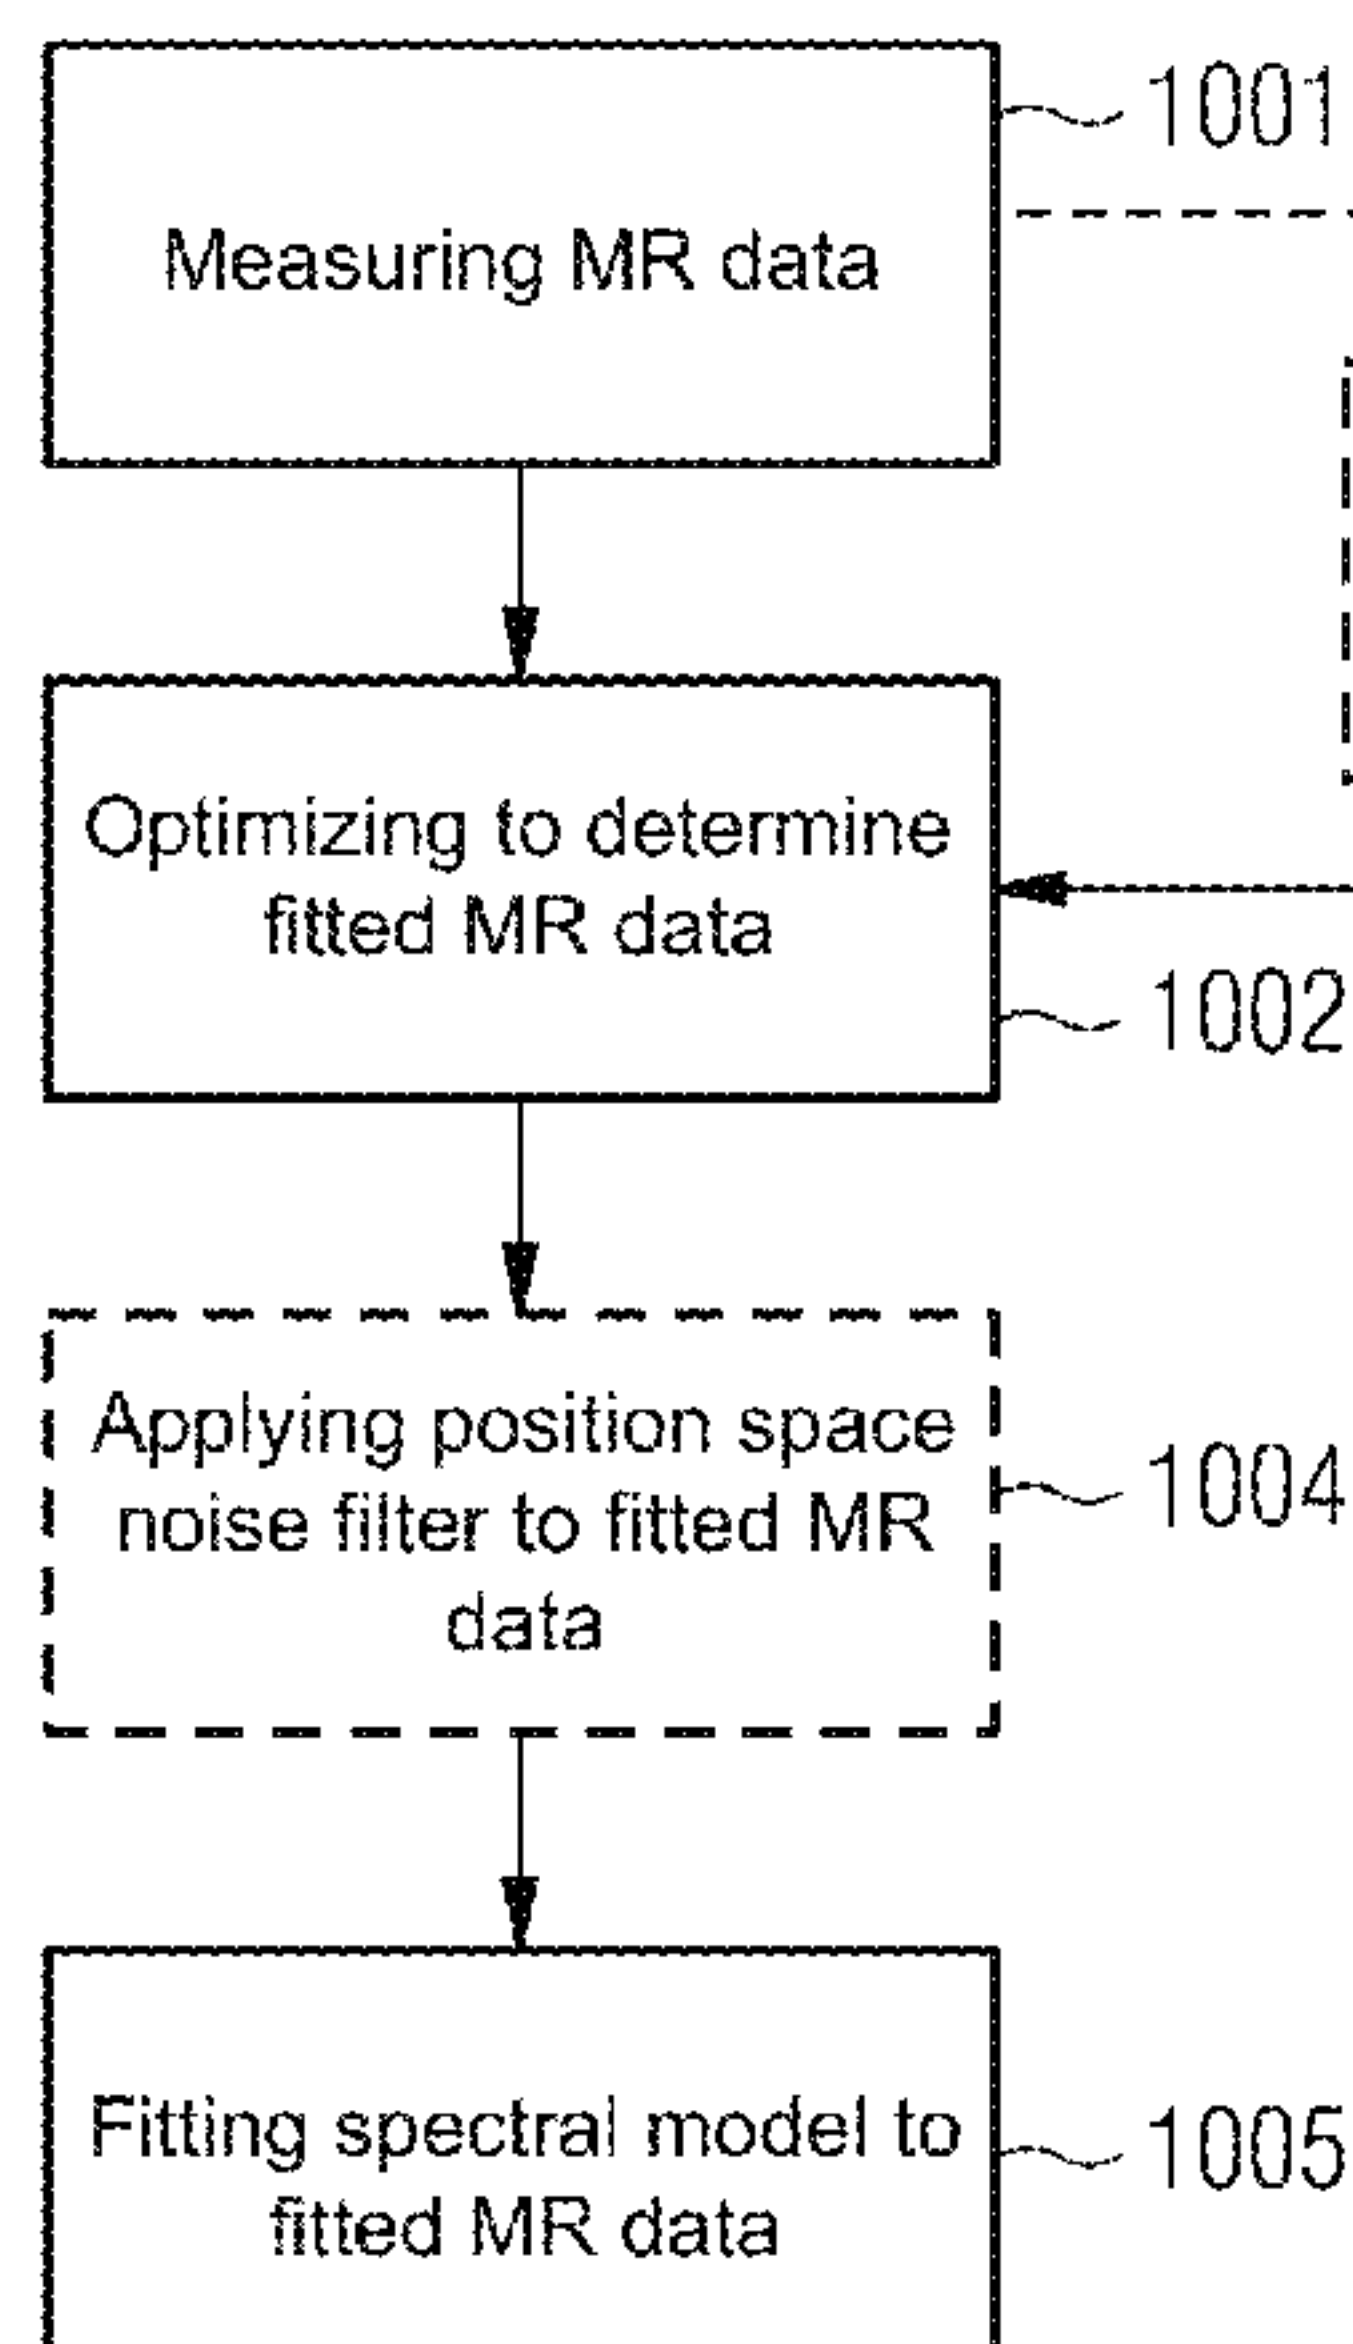 1001
Measuring MR data
Optimizing to determine
fitted MR data
1002
Applying position space
noise filter to fitted MR
data
1004
Fitting spectral model to
fitted MR data
1005